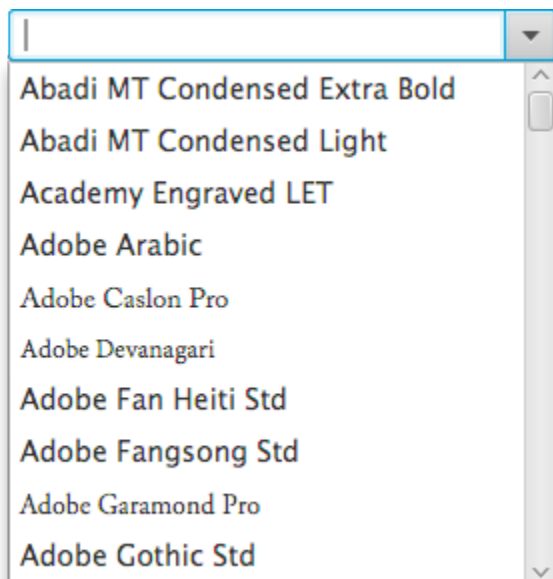 Abadi MT Condensed Extra Bold
Abadi MT Condensed Light
Academy Engraved LET
Adobe Arabic
Adobe Caslon Pro
Adobe Devanagari
Adobe Fan Heiti Std
Adobe Fangsong Std
Adobe Garamond Pro
Adobe Gothic Std